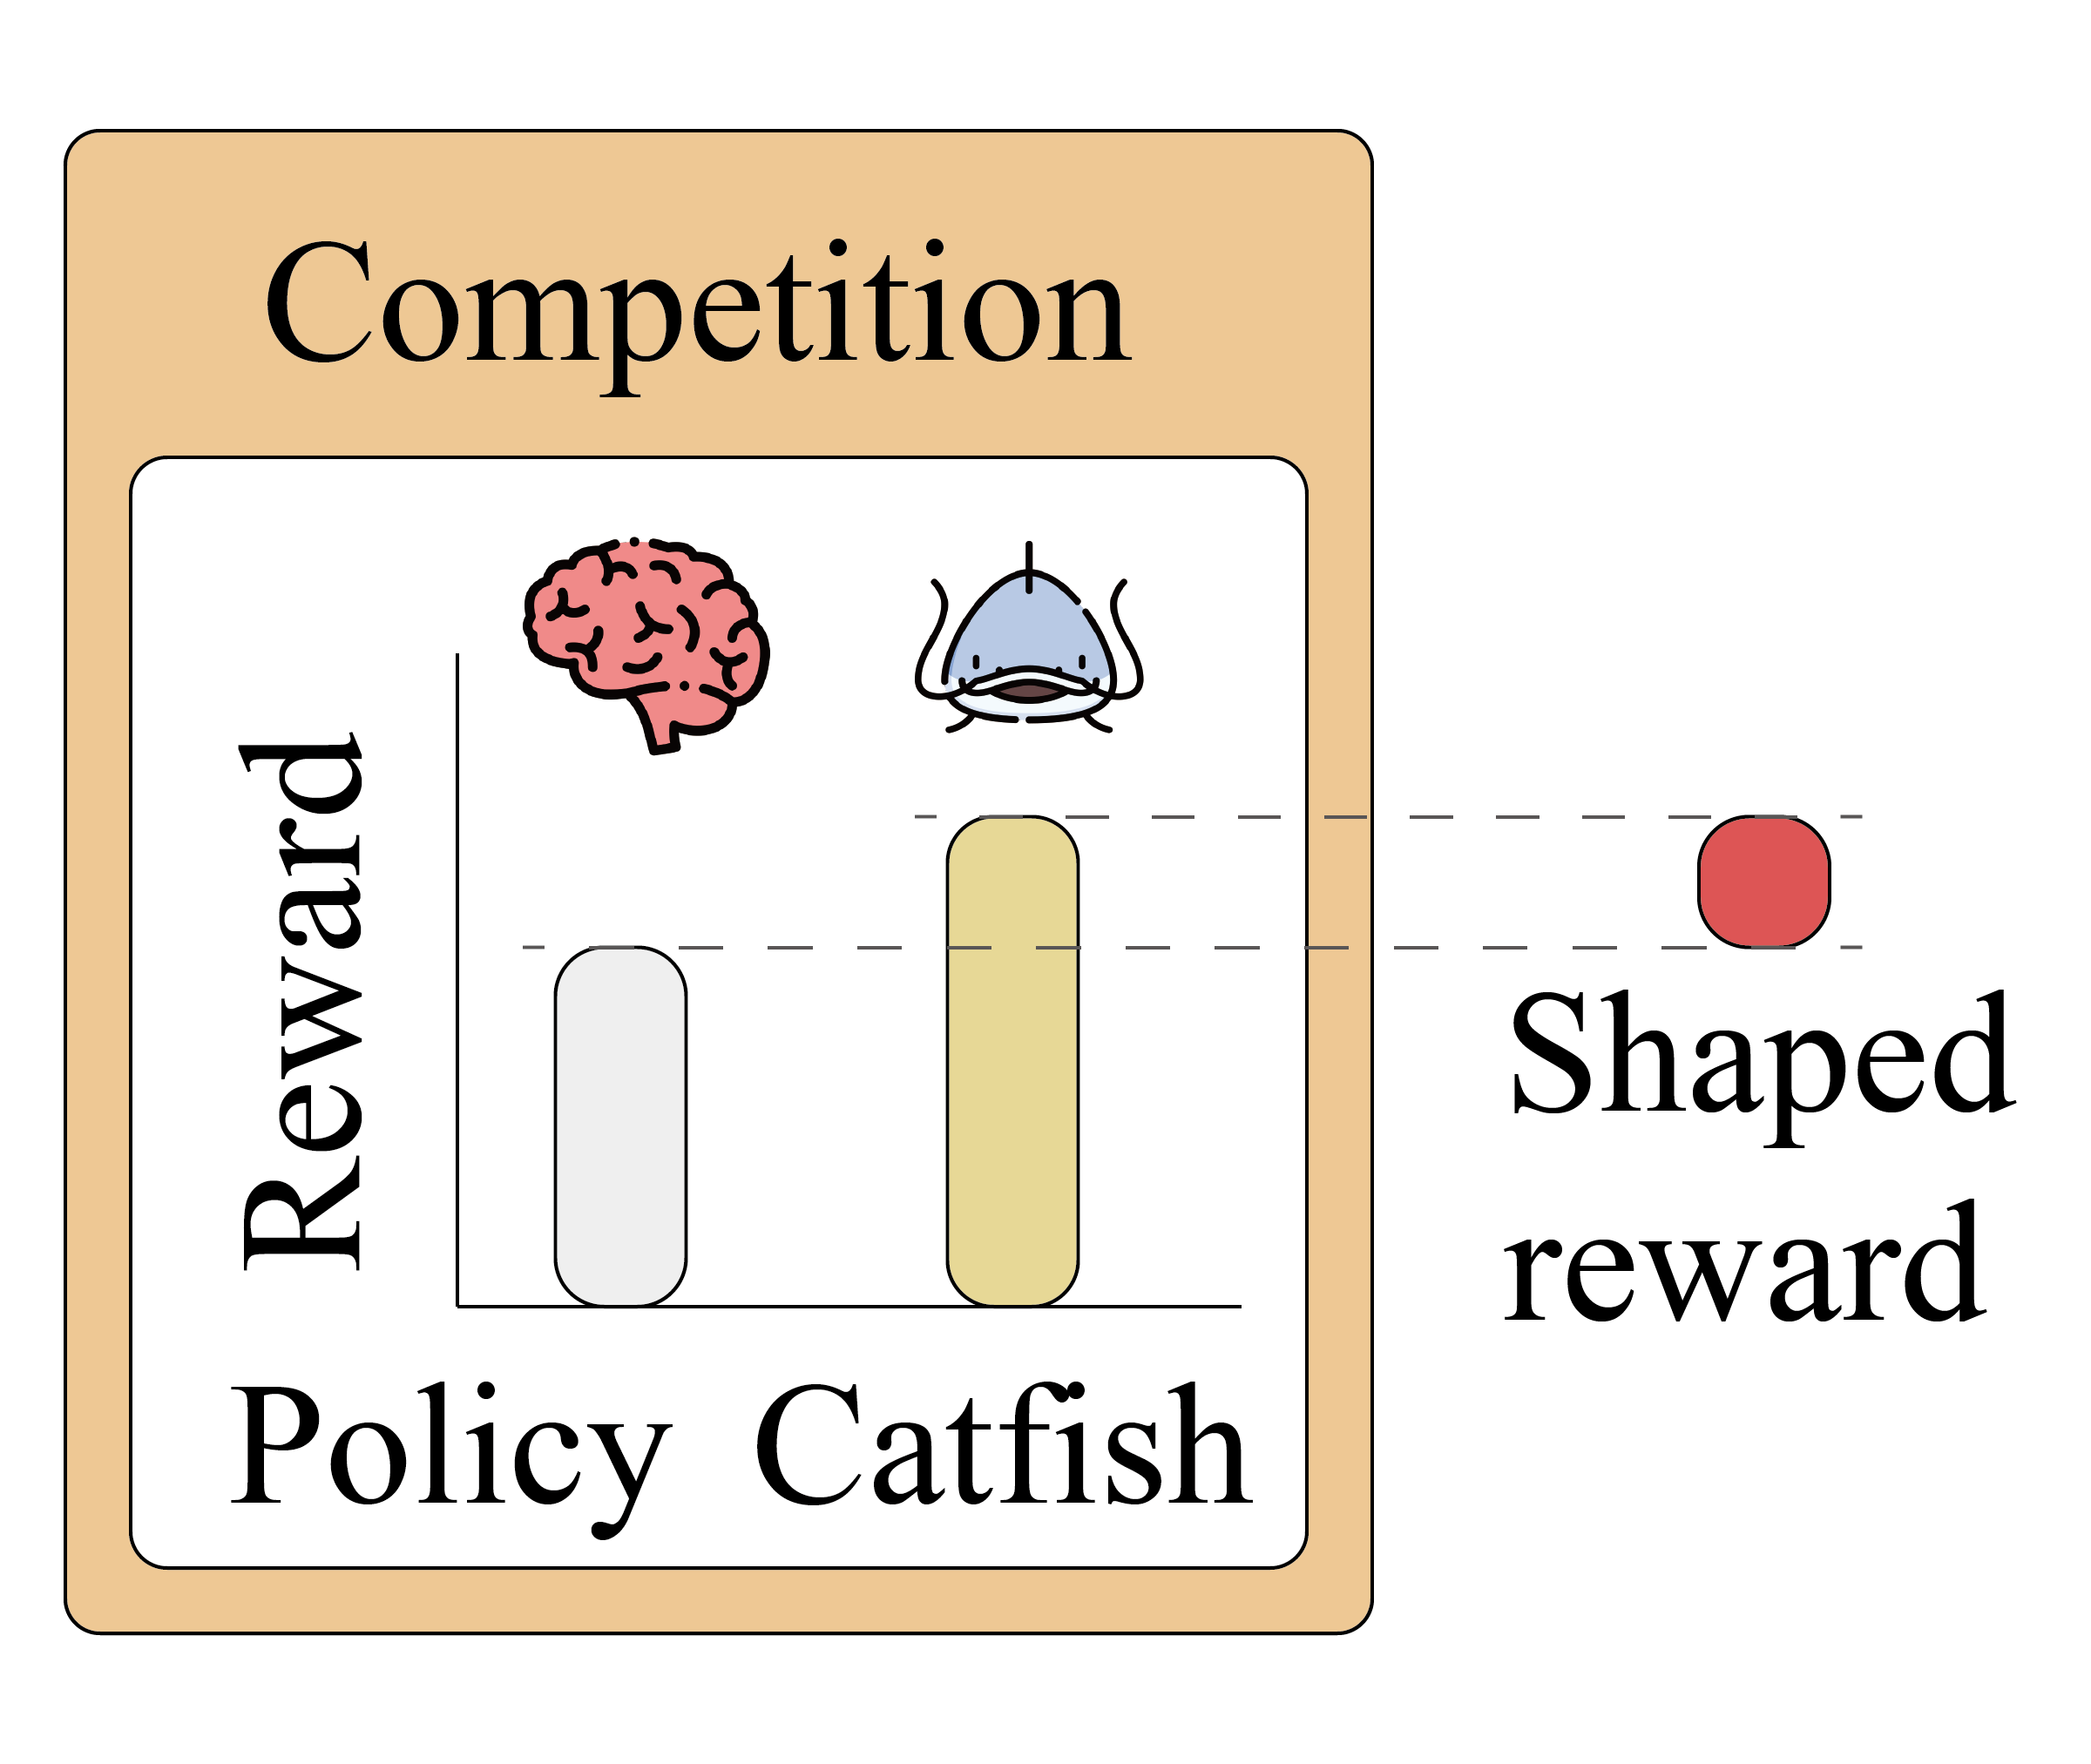 Competition
Reward
Policy Catfish
Shaped
reward